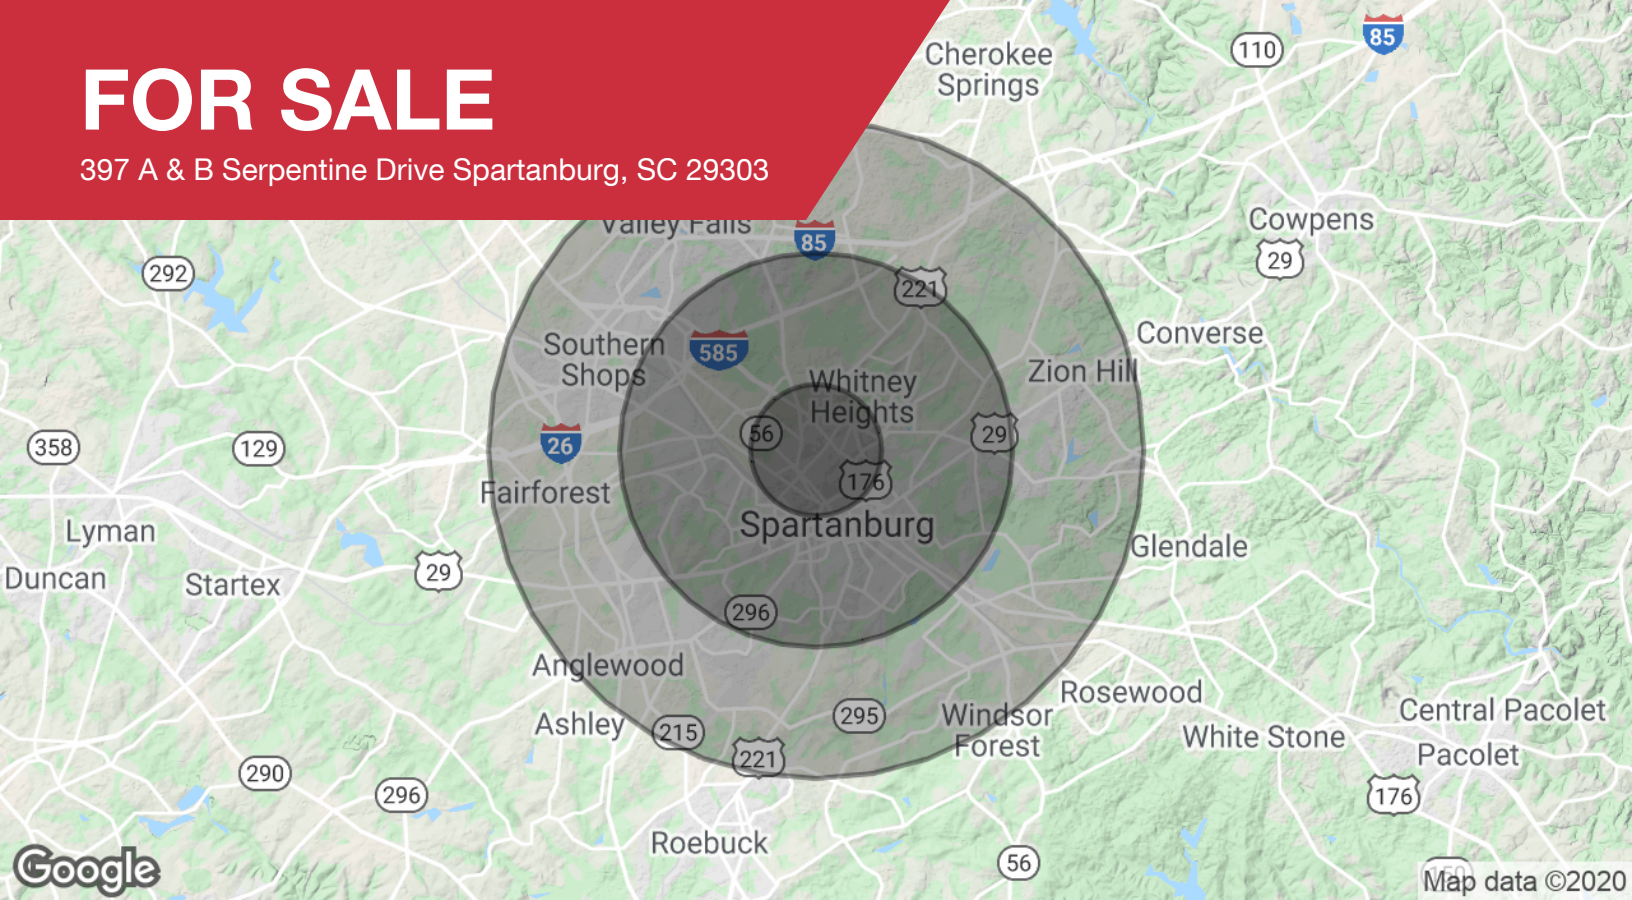 FOR SALE
397 A & B Serpentine Drive Spartanburg, SC 29303
Cherokee
Springs
110
85
Valley Falls
85
Cowpens
29
292
221
Southern
Shops
585
Converse
Zion Hill
Whitney
Heights
358
129
26
56
29
Fairforest
176
Spartanburg
Lyman
Glendale
Duncan
Startex
29
296
Anglewood
Rosewood
Ashley
215
295
Windsor
Forest
Central Pacolet
White Stone
Pacolet
221
290
296
176
Roebuck
56
Google
Map data ©2020